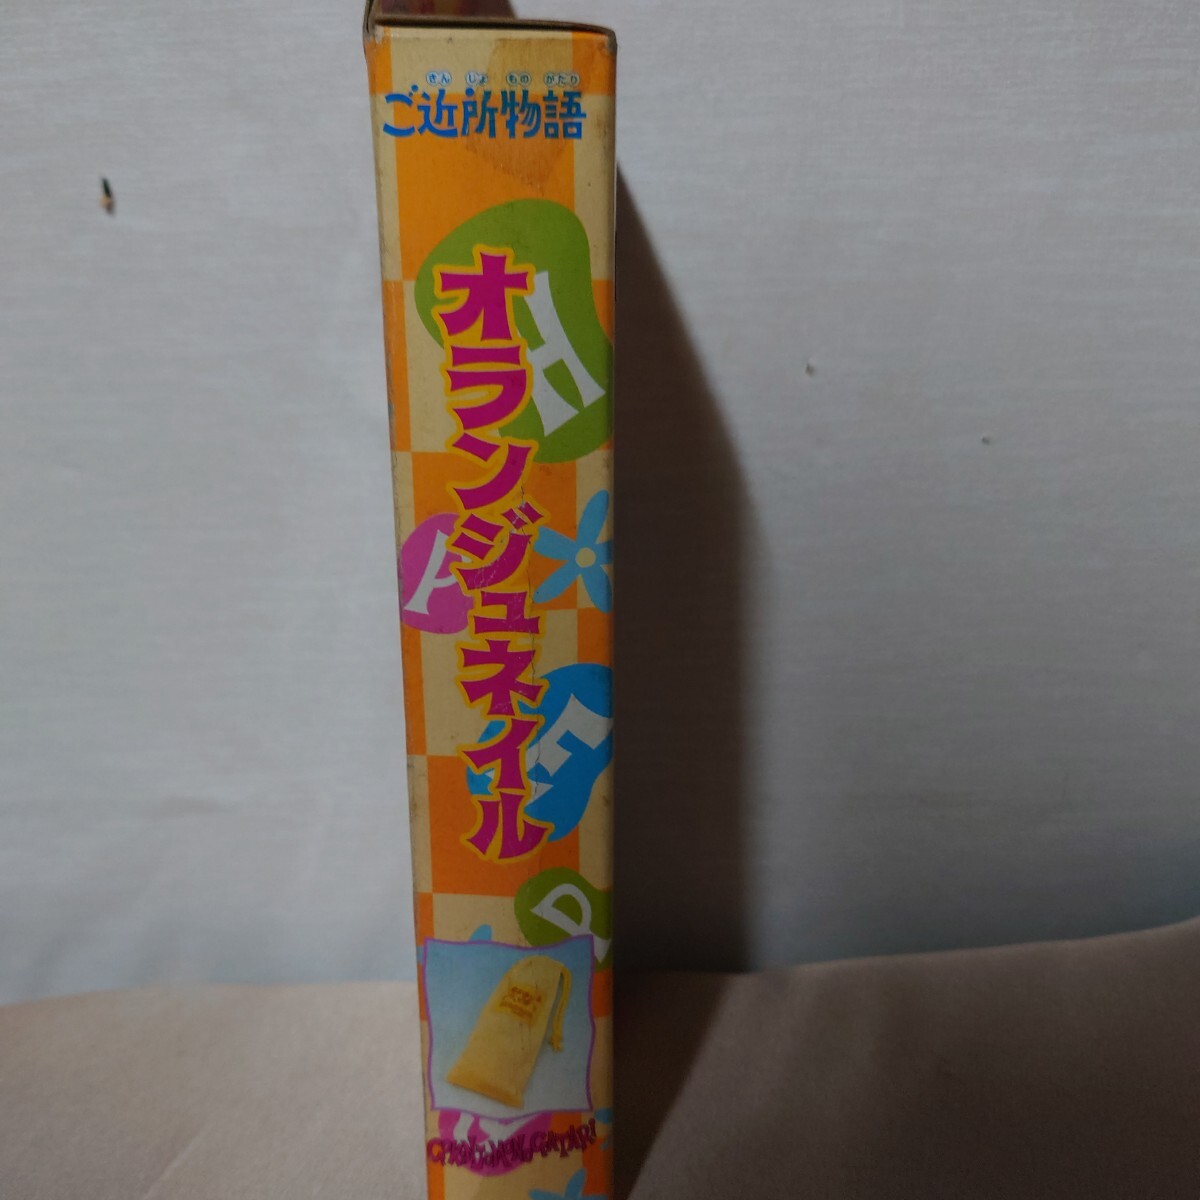 きん じょ もの がたり
ご近所物語
オランジュネイル
H
A
P